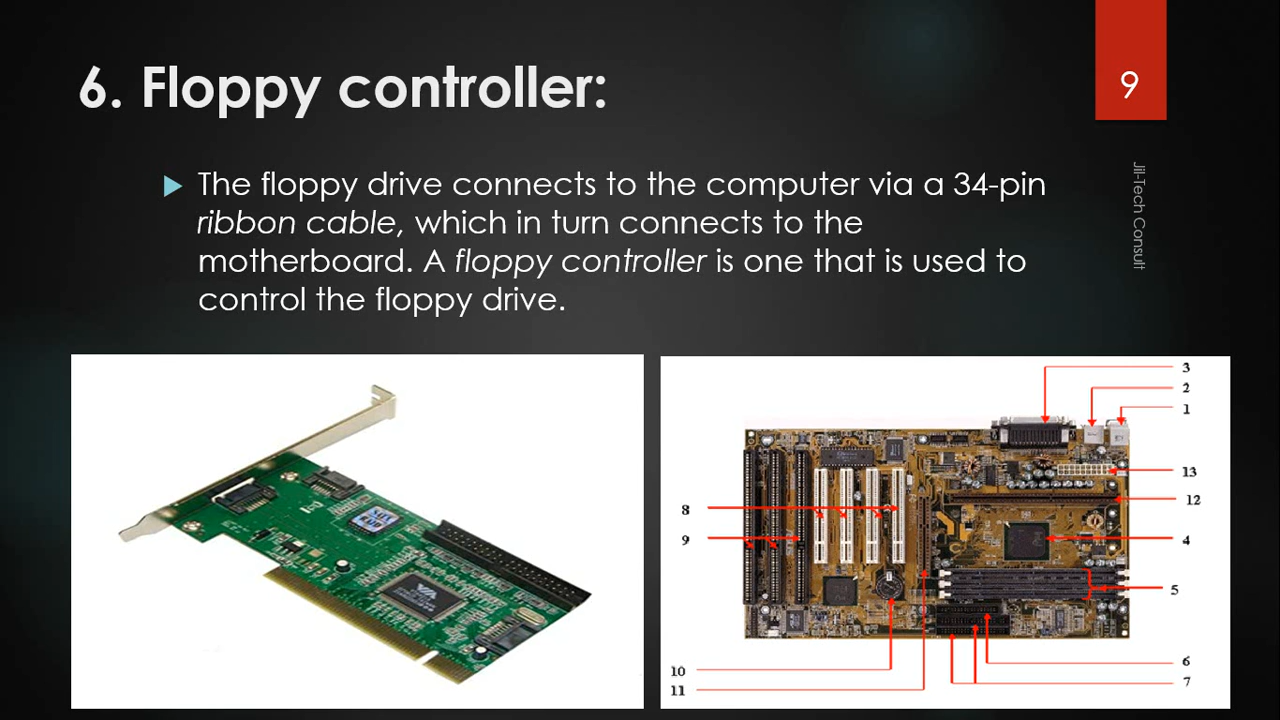 6. Floppy controller:
9
The floppy drive connects to the computer via a 34-pin
ribbon cable, which in turn connects to the
motherboard. A floppy controller is one that is used to
control the floppy drive.
Jil-Tech Consult
3
2
1
13
12
8
9
4
5
10
11
6
7